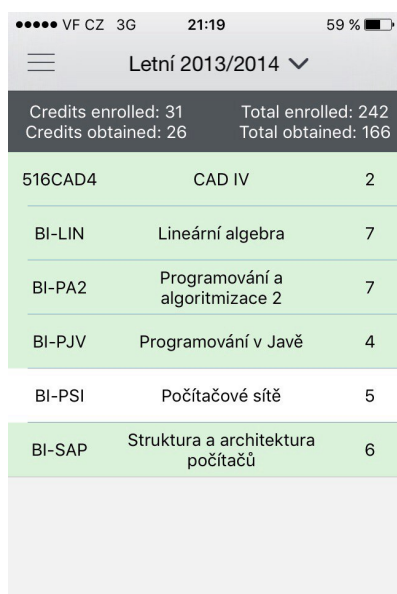 VF CZ 3G 21:19 59 %
Letní 2013/2014
Credits enrolled: 31 Total enrolled: 242
Credits obtained: 26 Total obtained: 166
516CAD4 CAD IV 2
BI-LIN Lineární algebra 7
BI-PA2 Programování a algoritmizace 2 7
BI-PJV Programování v Javě 4
BI-PSI Počítačové sítě 5
BI-SAP Struktura a architektura počítačů 6